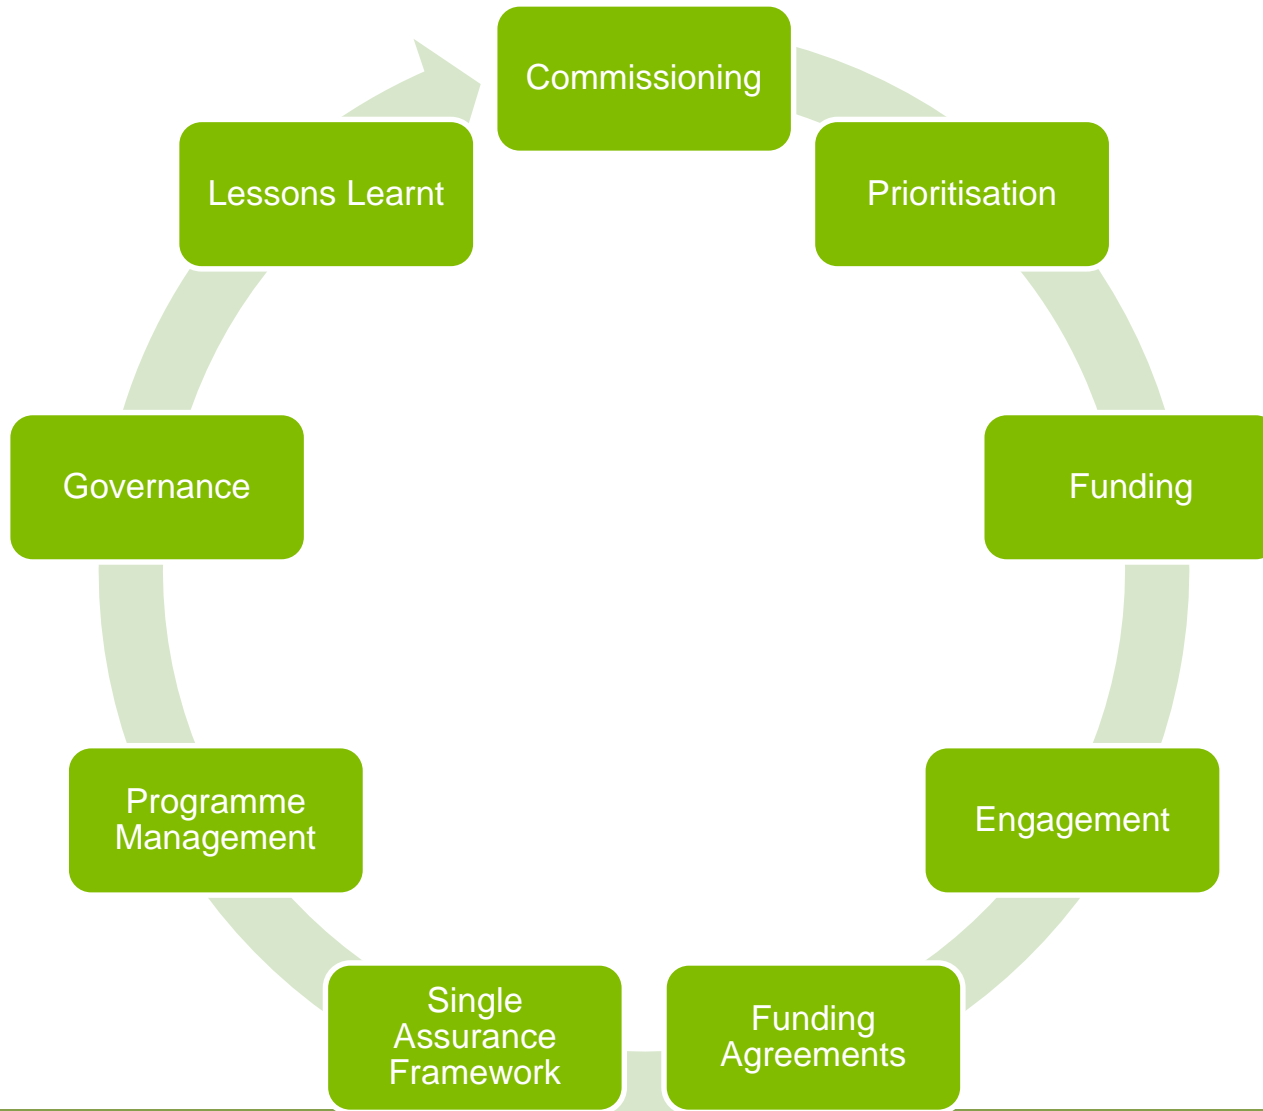 Commissioning
Prioritisation
Funding
Engagement
Funding
Agreements
Single
Assurance
Framework
Programme
Management
Governance
Lessons Learnt